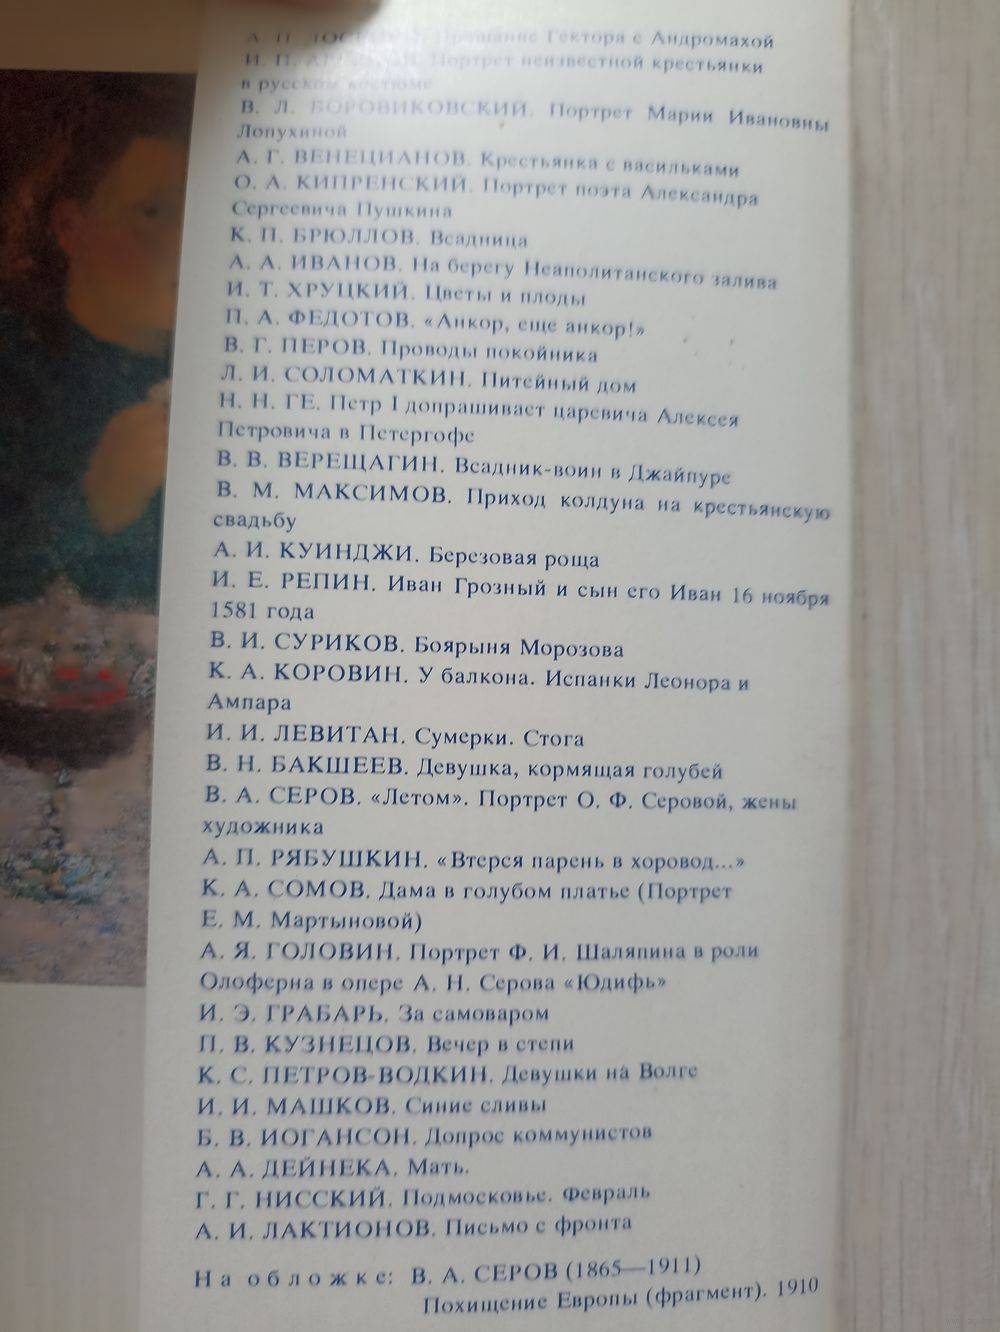 Прощание Гектора с Андромахой
И. П. Портрет неизвестной крестьянки
в русском костюме
В. Л. БОРОВИКОВСКИЙ. Портрет Марии Ивановны
Лопухиной
А. Г. ВЕНЕЦИАНОВ. Крестьянка с васильками
О. А. КИПРЕНСКИЙ. Портрет поэта Александра
Сергеевича Пушкина
К. П. БРЮЛЛОВ. Всадница
А. А. ИВАНОВ. На берегу Неаполитанского залива
И. Т. ХРУЦКИЙ. Цветы и плоды
П. А. ФЕДОТОВ. «Анкор, еще анкор!»
В. Г. ПЕРОВ. Проводы покойника
Л. И. СОЛОМАТКИН. Питейный дом
Н. Н. ГЕ. Петр I допрашивает царевича Алексея
Петровича в Петергофе
В. В. ВЕРЕЩАГИН. Всадник-воин в Джайпуре
В. М. МАКСИМОВ. Приход колдуна на крестьянскую
свадьбу
А. И. КУИНДЖИ. Березовая роща
И. Е. РЕПИН. Иван Грозный и сын его Иван 16 ноября
1581 года
В. И. СУРИКОВ. Боярыня Морозова
К. А. КОРОВИН. У балкона. Испанки Леонора и
Ампара
И. И. ЛЕВИТАН. Сумерки. Стога
В. Н. БАКШЕЕВ. Девушка, кормящая голубей
В. А. СЕРОВ. «Летом». Портрет О. Ф. Серовой, жены
художника
А. П. РЯБУШКИН. «Втерся парень в хоровод...»
К. А. СОМОВ. Дама в голубом платье (Портрет
Е. М. Мартыновой)
А. Я. ГОЛОВИН. Портрет Ф. И. Шаляпина в роли
Олоферна в опере А. Н. Серова «Юдифь»
И. Э. ГРАБАРЬ. За самоваром
П. В. КУЗНЕЦОВ. Вечер в степи
К. С. ПЕТРОВ-ВОДКИН. Девушки на Волге
И. И. МАШКОВ. Синие сливы
Б. В. ИОГАНСОН. Допрос коммунистов
А. А. ДЕЙНЕКА. Мать.
Г. Г. НИССКИЙ. Подмосковье. Февраль
А. И. ЛАКТИОНОВ. Письмо с фронта
На обложке: В. А. СЕРОВ (1865—1911)
Похищение Европы (фрагмент). 1910